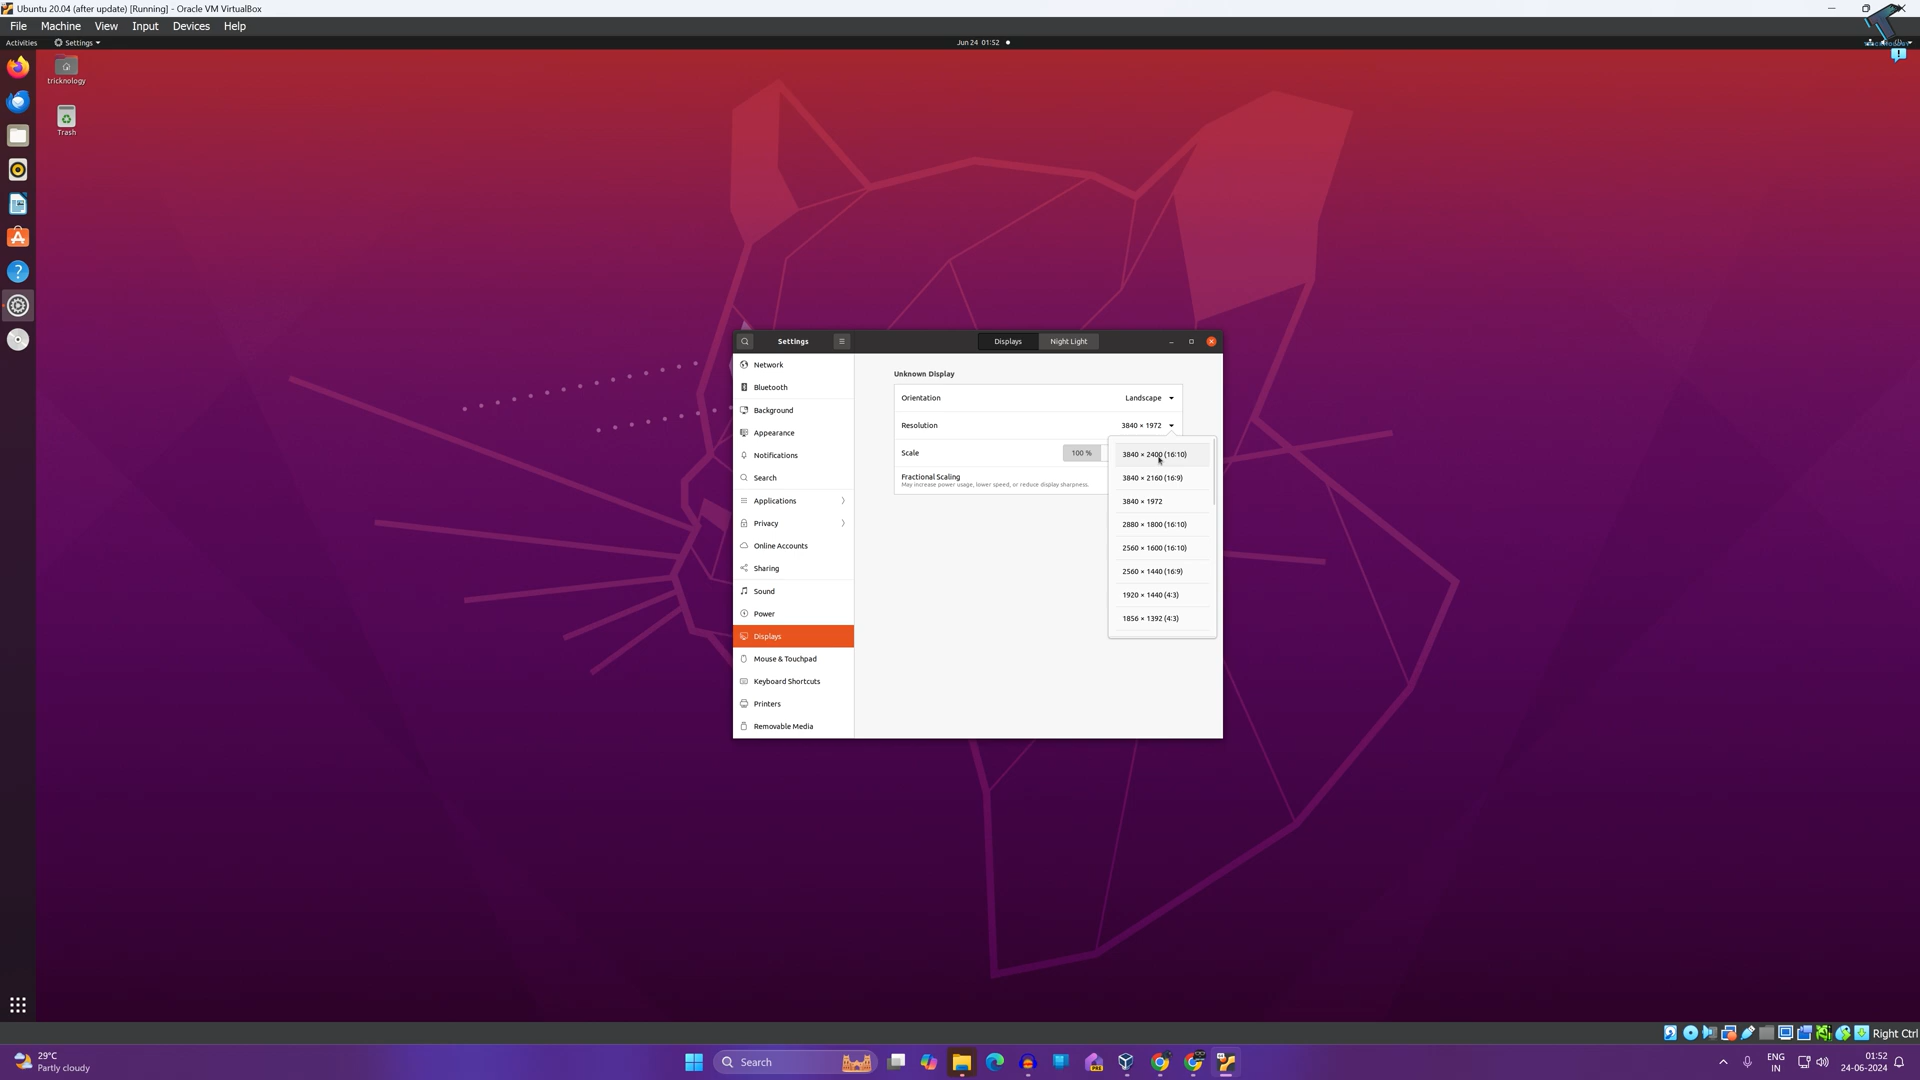 Ubuntu 20.04 (after update) [Running] - Oracle VM VirtualBox
File Machine View Input Devices Help
Activities Settings Jun 24 01:52
tricknology
Trash
Settings Displays Night Light
Network
Bluetooth
Background
Appearance
Notifications
Search
Applications
Privacy
Online Accounts
Sharing
Sound
Power
Displays
Mouse & Touchpad
Keyboard Shortcuts
Printers
Removable Media
Unknown Display
Orientation Landscape
Resolution 3840 × 1972
Scale 100 %
Fractional Scaling
May increase power usage, lower speed, or reduce display sharpness.
3840 × 2400 (16:10)
3840 × 2160 (16:9)
3840 × 1972
2880 × 1800 (16:10)
2560 × 1600 (16:10)
2560 × 1440 (16:9)
1920 × 1440 (4:3)
1856 × 1392 (4:3)
Right Ctrl
29°C
Partly cloudy
Search
PRE
ENG
IN
01:52
24-06-2024